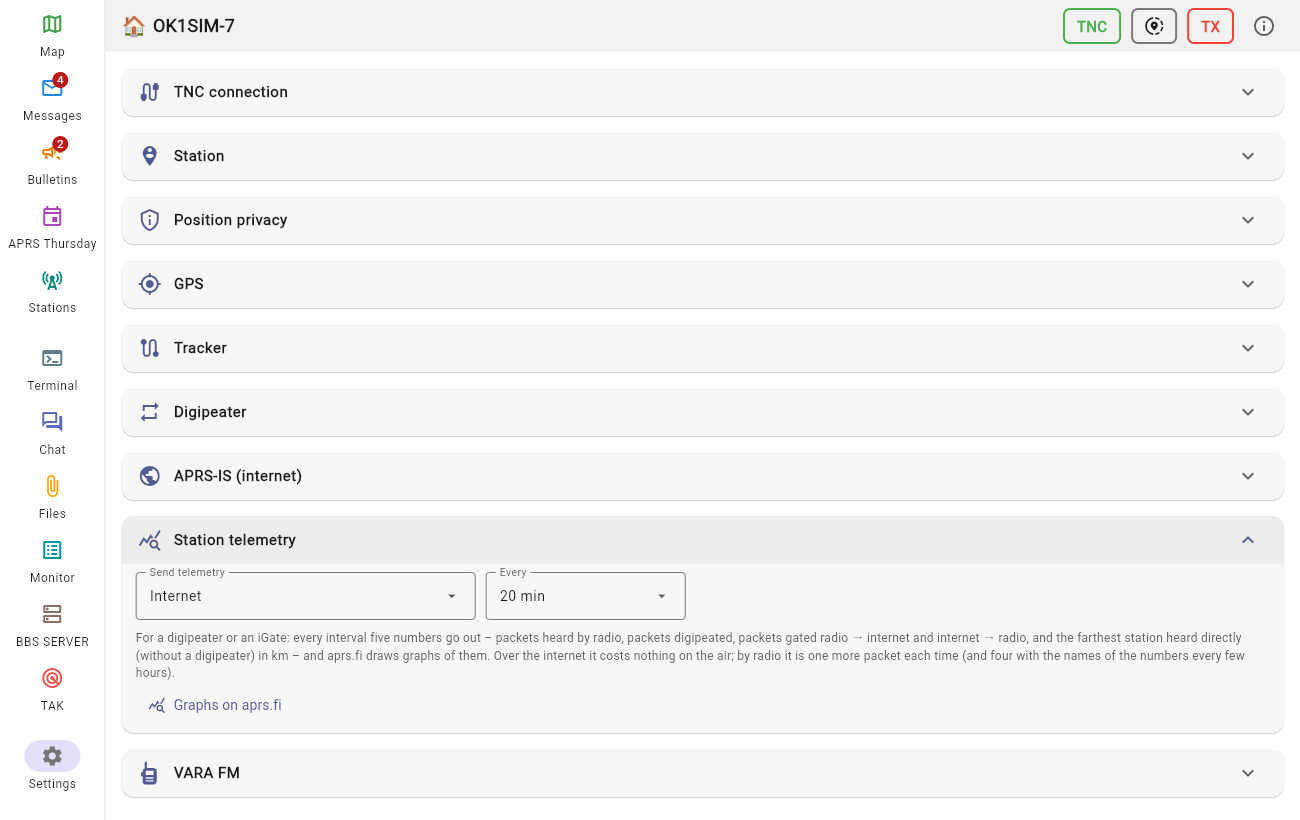 OK1SIM-7
TNC
TX
Map
4
Messages
2
Bulletins
APRS Thursday
Stations
Terminal
Chat
Files
Monitor
BBS SERVER
TAK
Settings
TNC connection
Station
Position privacy
GPS
Tracker
Digipeater
APRS-IS (internet)
Station telemetry
Send telemetry
Internet
Every
20 min
For a digipeater or an iGate: every interval five numbers go out – packets heard by radio, packets digipeated, packets gated radio → internet and internet → radio, and the farthest station heard directly
(without a digipeater) in km – and aprs.fi draws graphs of them. Over the internet it costs nothing on the air; by radio it is one more packet each time (and four with the names of the numbers every few
hours).
Graphs on aprs.fi
VARA FM